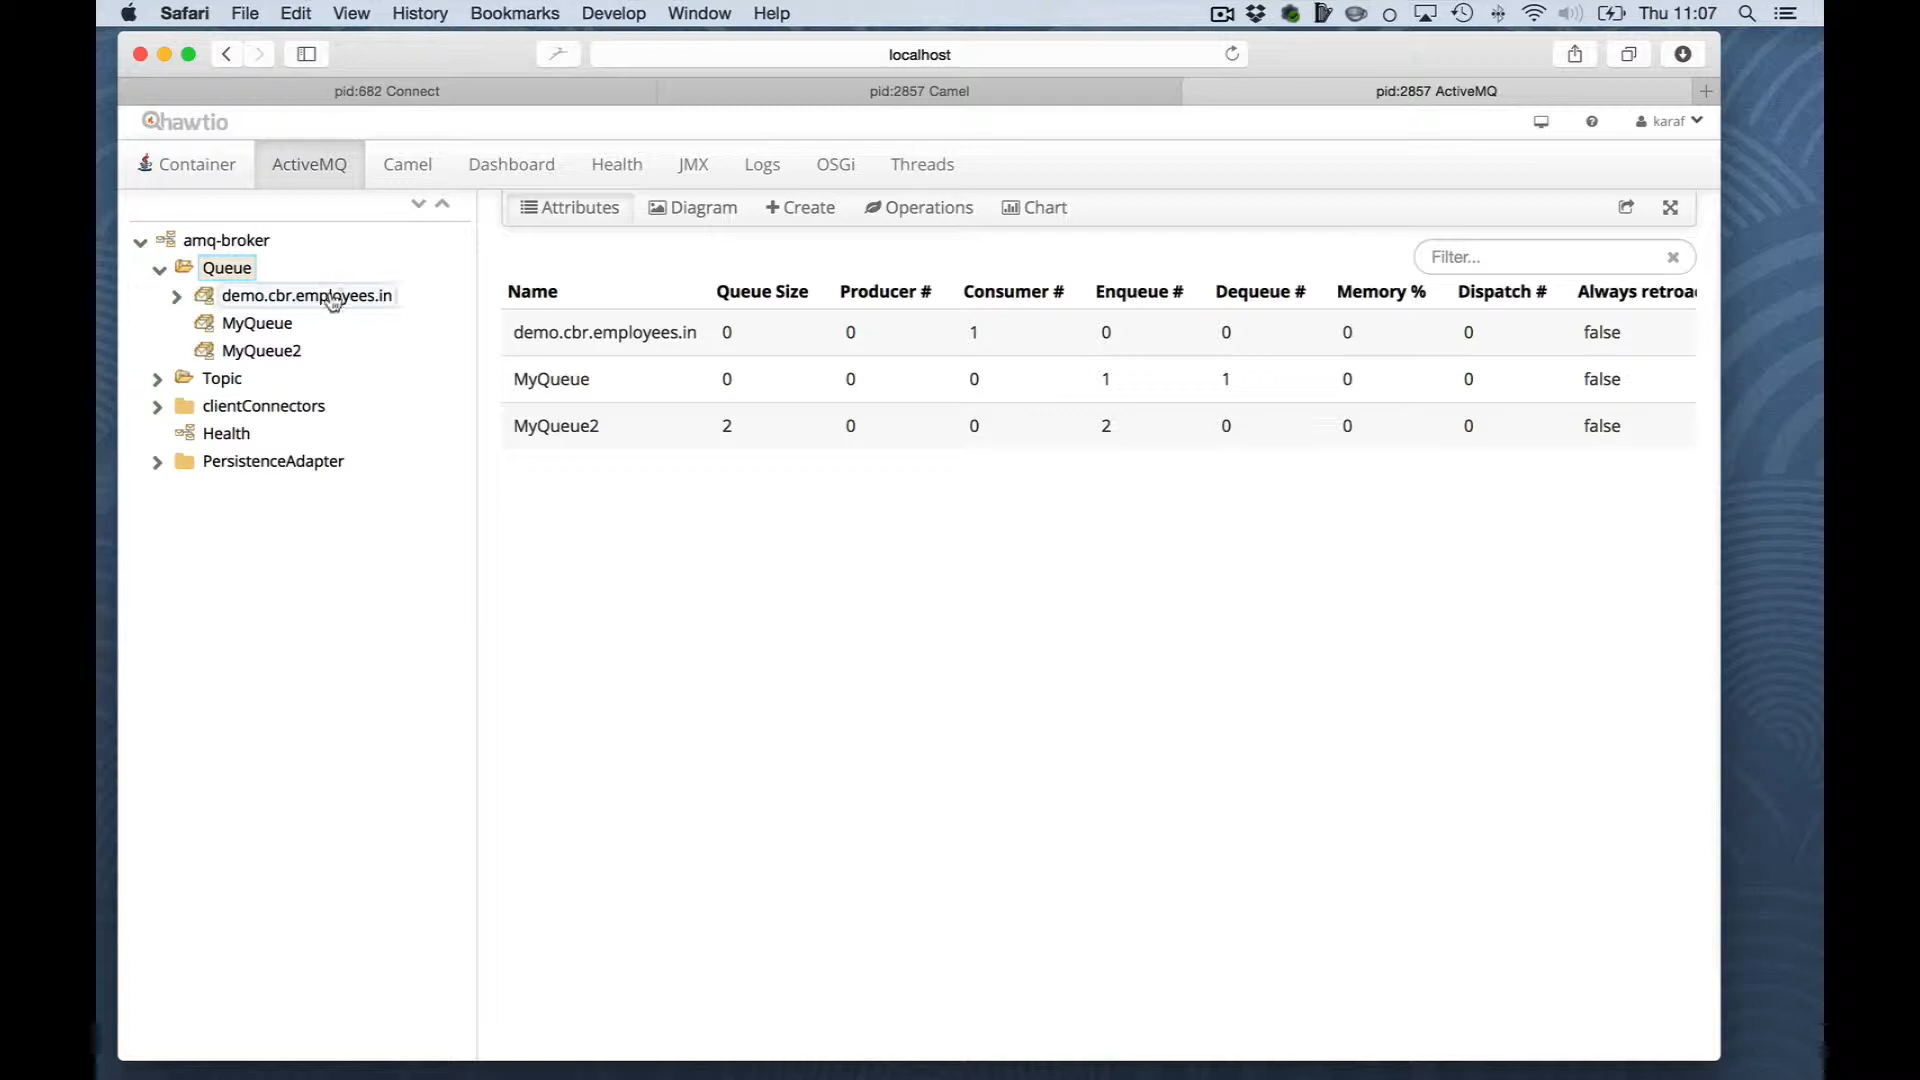 Safari File Edit View History Bookmarks Develop Window Help Thu 11:07
localhost
pid:682 Connect pid:2857 Camel pid:2857 ActiveMQ
hawtio karaf
Container ActiveMQ Camel Dashboard Health JMX Logs OSGi Threads
Attributes Diagram Create Operations Chart
amq-broker
Queue
demo.cbr.employees.in
MyQueue
MyQueue2
Topic
clientConnectors
Health
PersistenceAdapter
Filter...
Name Queue Size Producer # Consumer # Enqueue # Dequeue # Memory % Dispatch # Always retroa
demo.cbr.employees.in 0 0 1 0 0 0 0 false
MyQueue 0 0 0 1 1 0 0 false
MyQueue2 2 0 0 2 0 0 0 false